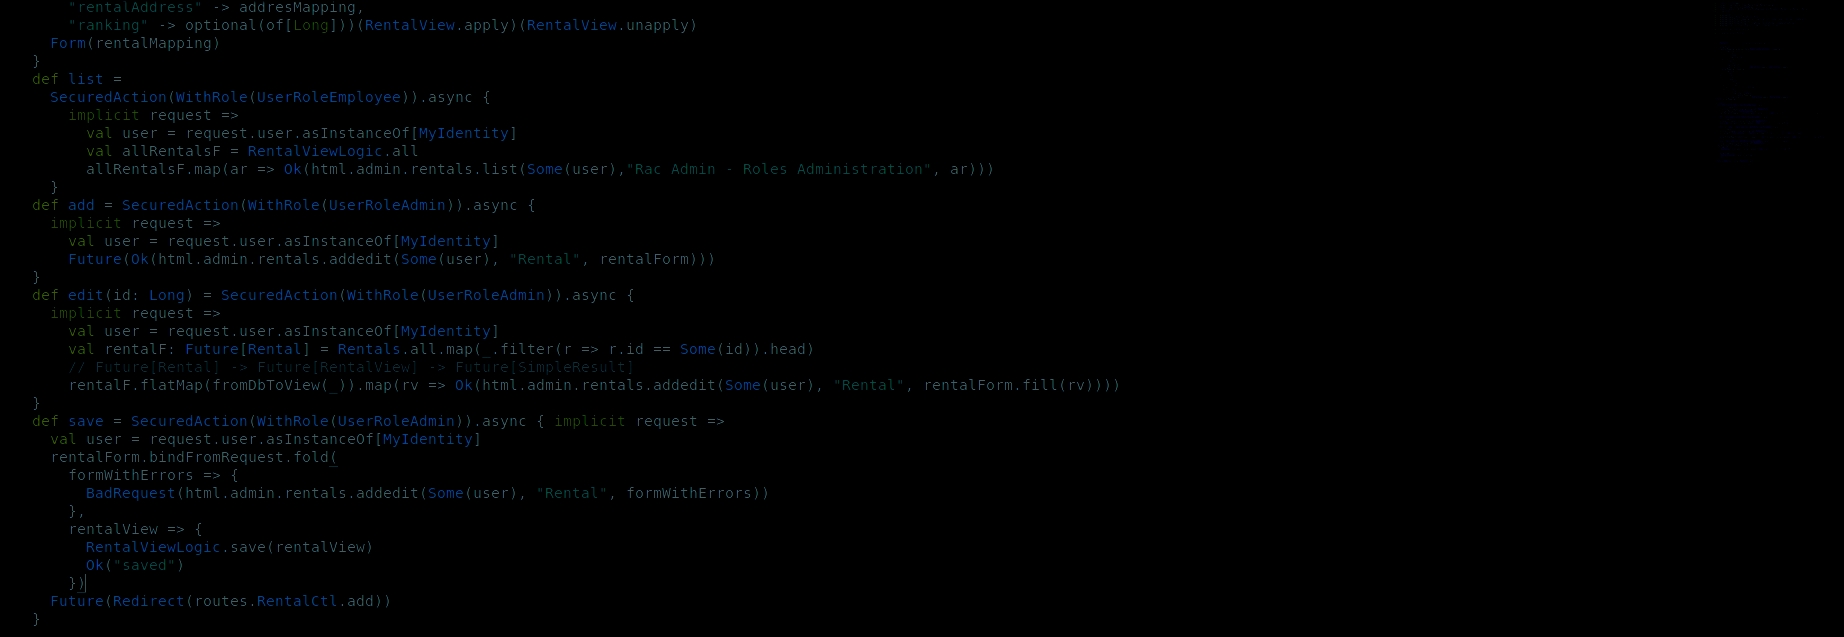 "rentalAddress" -> addresMapping,
"ranking" -> optional(of[Long]))(RentalView.apply)(RentalView.unapply)
Form(rentalMapping)
}
def list =
SecuredAction(WithRole(UserRoleEmployee)).async {
implicit request =>
val user = request.user.asInstanceOf[MyIdentity]
val allRentalsF = RentalViewLogic.all
allRentalsF.map(ar => Ok(html.admin.rentals.list(Some(user),"Rac Admin - Roles Administration", ar)))
}
def add = SecuredAction(WithRole(UserRoleAdmin)).async {
implicit request =>
val user = request.user.asInstanceOf[MyIdentity]
Future(Ok(html.admin.rentals.addedit(Some(user), "Rental", rentalForm)))
}
def edit(id: Long) = SecuredAction(WithRole(UserRoleAdmin)).async {
implicit request =>
val user = request.user.asInstanceOf[MyIdentity]
val rentalF: Future[Rental] = Rentals.all.map(_.filter(r => r.id == Some(id)).head)
// Future[Rental] -> Future[RentalView] -> Future[SimpleResult]
rentalF.flatMap(fromDbToView(_)).map(rv => Ok(html.admin.rentals.addedit(Some(user), "Rental", rentalForm.fill(rv))))
}
def save = SecuredAction(WithRole(UserRoleAdmin)).async { implicit request =>
val user = request.user.asInstanceOf[MyIdentity]
rentalForm.bindFromRequest.fold(
formWithErrors => {
BadRequest(html.admin.rentals.addedit(Some(user), "Rental", formWithErrors))
},
rentalView => {
RentalViewLogic.save(rentalView)
Ok("saved")
})
Future(Redirect(routes.RentalCtl.add))
}